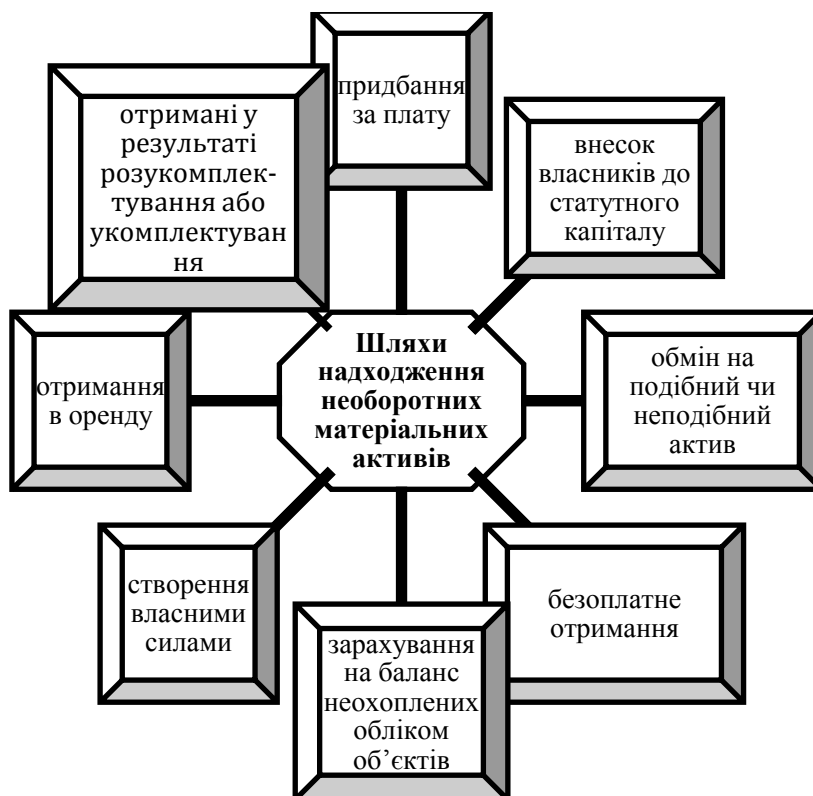 придбання
за плату
отримані у
результаті
розукомплек-
тування або
укомплектуван
ня
внесок
власників до
статутного
капіталу
Шляхи
надходження
необоротних
матеріальних
активів
отримання
в оренду
обмін на
подібний чи
неподібний
актив
створення
власними
силами
безоплатне
отримання
зарахування
на баланс
неохоплених
обліком
об’єктів